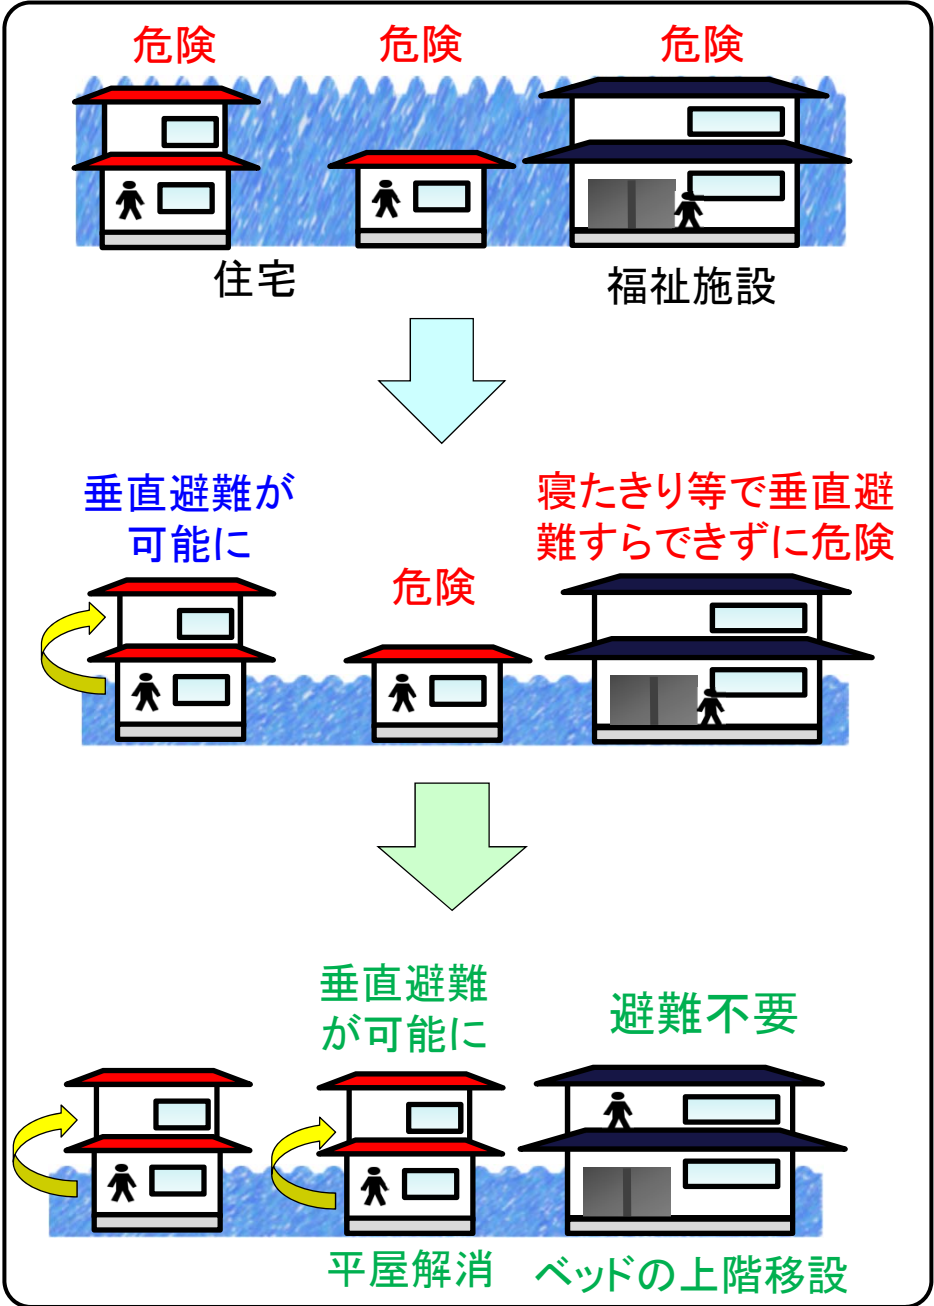 危険
危険
危険
住宅
福祉施設
垂直避難が
可能に
危険
寝たきり等で垂直避
難すらできずに危険
垂直避難
が可能に
避難不要
平屋解消
ベッドの上階移設